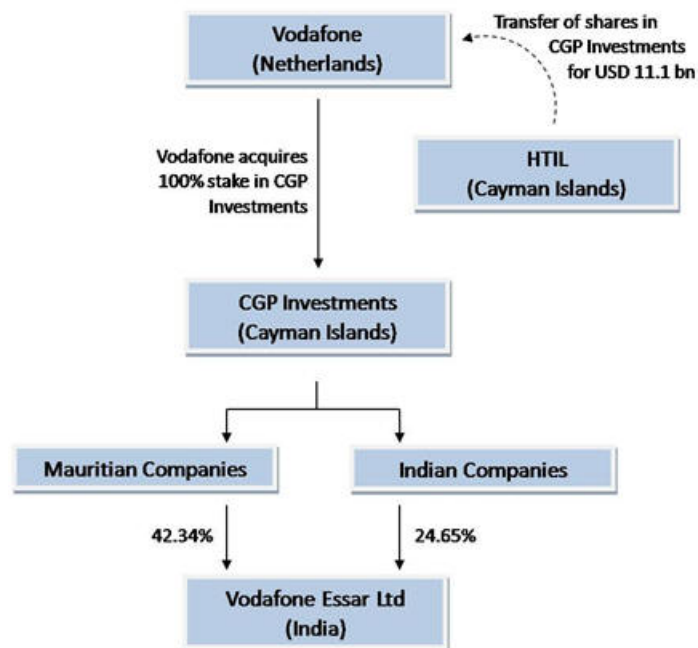 Vodafone
(Netherlands)
Transfer of shares in
CGP Investments
for USD 11.1 bn
HTIL
(Cayman Islands)
Vodafone acquires
100% stake in CGP
Investments
CGP Investments
(Cayman Islands)
Mauritian Companies
Indian Companies
42.34%
24.65%
Vodafone Essar Ltd
(India)